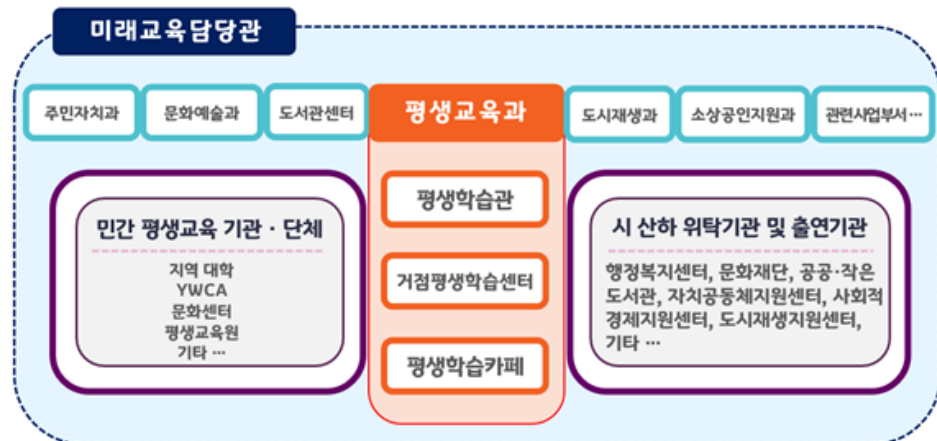 미래교육담당관
주민자치과
문화예술과
도서관센터
평생교육과
도시재생과
소상공인지원과
관련사업부서…
민간 평생교육 기관 · 단체
지역 대학
YWCA
문화센터
평생교육원
기타 …
평생학습관
거점평생학습센터
평생학습카페
시 산하 위탁기관 및 출연기관
행정복지센터, 문화재단, 공공·작은
도서관, 자치공동체지원센터, 사회적
경제지원센터, 도시재생지원센터,
기타 …